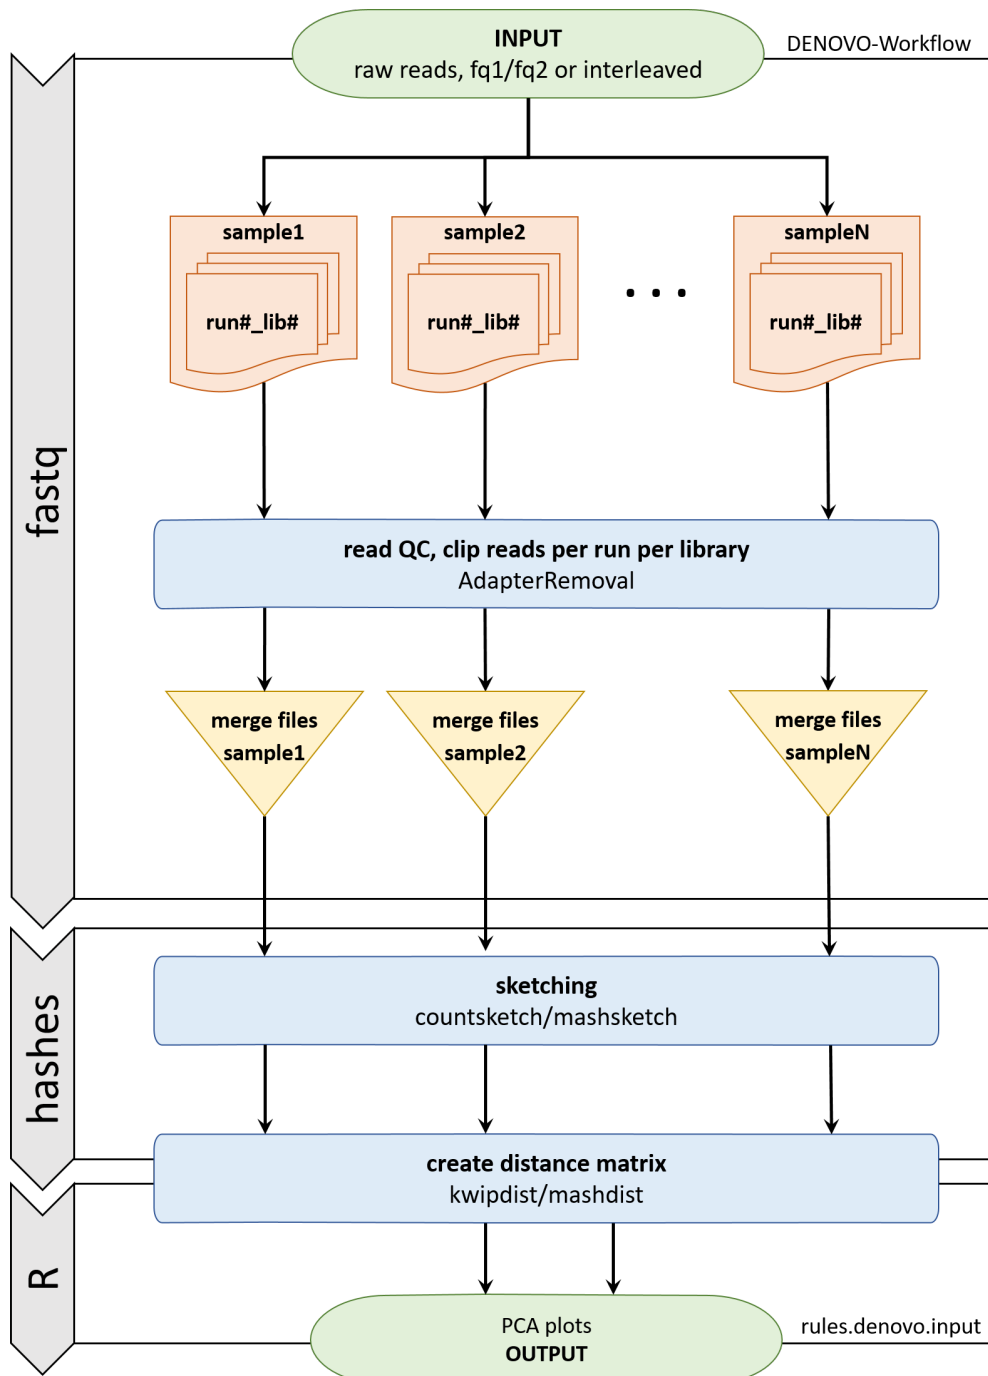 INPUT
raw reads, fq1/fq2 or interleaved
DENOVO-Workflow
sample1
run#_lib#
sample2
run#_lib#
. . .
sampleN
run#_lib#
fastq
read QC, clip reads per run per library
AdapterRemoval
merge files
sample1
merge files
sample2
merge files
sampleN
hashes
sketching
countsketch/mashsketch
create distance matrix
kwipdist/mashdist
R
PCA plots
OUTPUT
rules.denovo.input